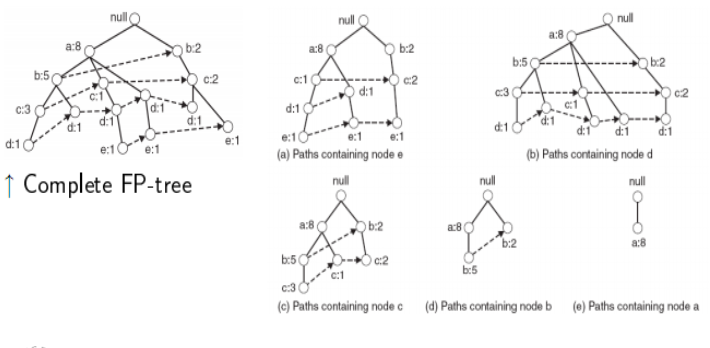 null
a:8
b:2
b:5
c:2
c:1
c:3
d:1
d:1
d:1
d:1
d:1
e:1
e:1
e:1
↑ Complete FP-tree
null
a:8
b:2
c:1
c:2
d:1
d:1
e:1
e:1
e:1
(a) Paths containing node e
null
a:8
b:5
b:2
c:3
c:2
c:1
d:1
d:1
d:1
d:1
d:1
(b) Paths containing node d
null
a:8
b:2
b:5
c:2
c:1
c:3
(c) Paths containing node c
null
a:8
b:2
b:5
(d) Paths containing node b
null
a:8
(e) Paths containing node a